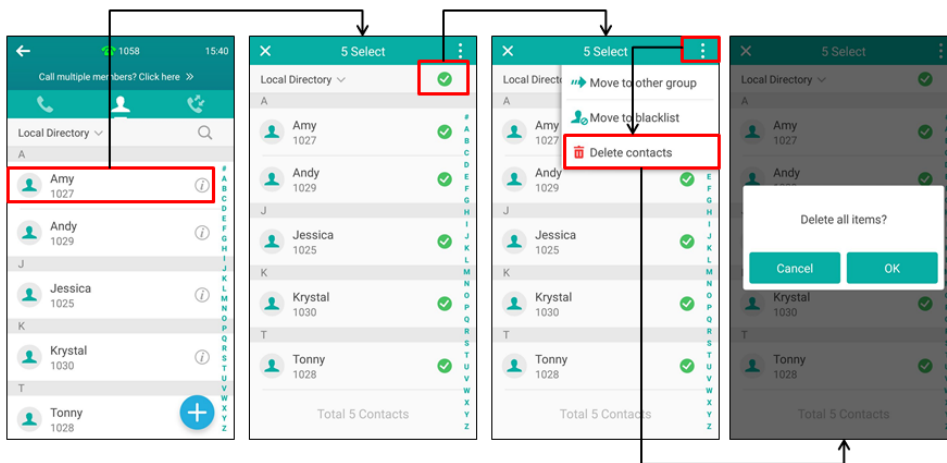 1058 15:40
Call multiple members? Click here »
Local Directory
A
Amy
1027
Andy
1029
J
Jessica
1025
K
Krystal
1030
T
Tonny
1028
#
A
B
C
D
E
F
G
H
I
J
K
L
M
N
O
P
Q
R
S
T
U
V
W
X
Y
Z
5 Select
Local Directory
A
Amy
1027
Andy
1029
J
Jessica
1025
K
Krystal
1030
T
Tonny
1028
Total 5 Contacts
#
A
B
C
D
E
F
G
H
I
J
K
L
M
N
O
P
Q
R
S
T
U
V
W
X
Y
Z
5 Select
Local Direct
Move to other group
Move to blacklist
Delete contacts
A
Amy
1027
Andy
1029
J
Jessica
1025
K
Krystal
1030
T
Tonny
1028
Total 5 Contacts
E
F
G
H
I
J
K
L
M
N
O
P
Q
R
S
T
U
V
W
X
Y
Z
5 Select
Local Directory
A
Amy
1027
Andy
Delete all items?
Cancel OK
Krystal
1030
T
Tonny
1028
Total 5 Contacts